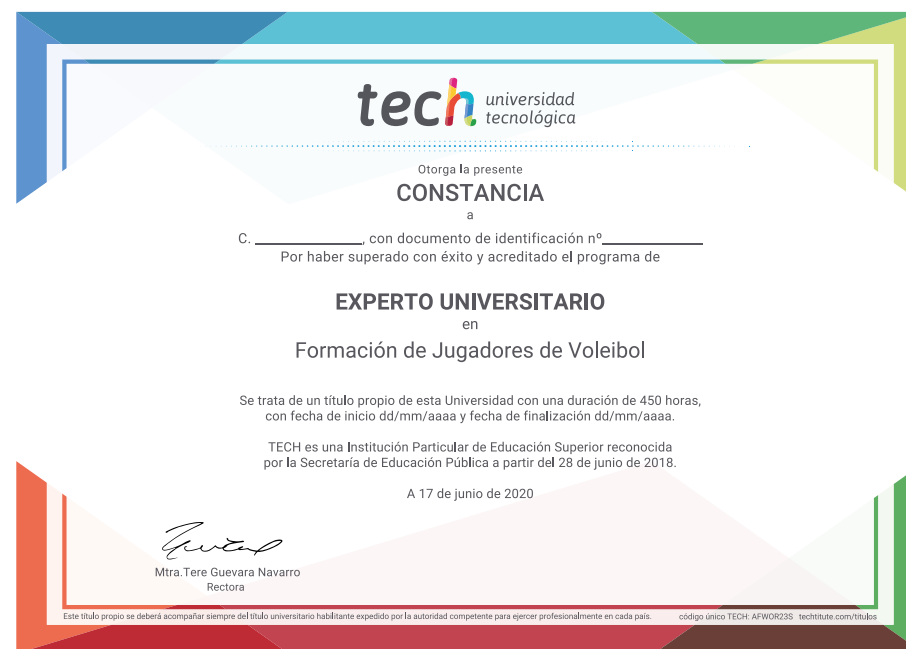 tech universidad
tecnológica
Otorga la presente
CONSTANCIA
a
C. ____________, con documento de identificación nº____________
Por haber superado con éxito y acreditado el programa de
EXPERTO UNIVERSITARIO
en
Formación de Jugadores de Voleibol
Se trata de un título propio de esta Universidad con una duración de 450 horas,
con fecha de inicio dd/mm/aaaa y fecha de finalización dd/mm/aaaa.
TECH es una Institución Particular de Educación Superior reconocida
por la Secretaría de Educación Pública a partir del 28 de junio de 2018.
A 17 de junio de 2020
Mtra.Tere Guevara Navarro
Rectora
Este título propio se deberá acompañar siempre del título universitario habilitante expedido por la autoridad competente para ejercer profesionalmente en cada país. código único TECH: AFWOR23S techtitute.com/titulos